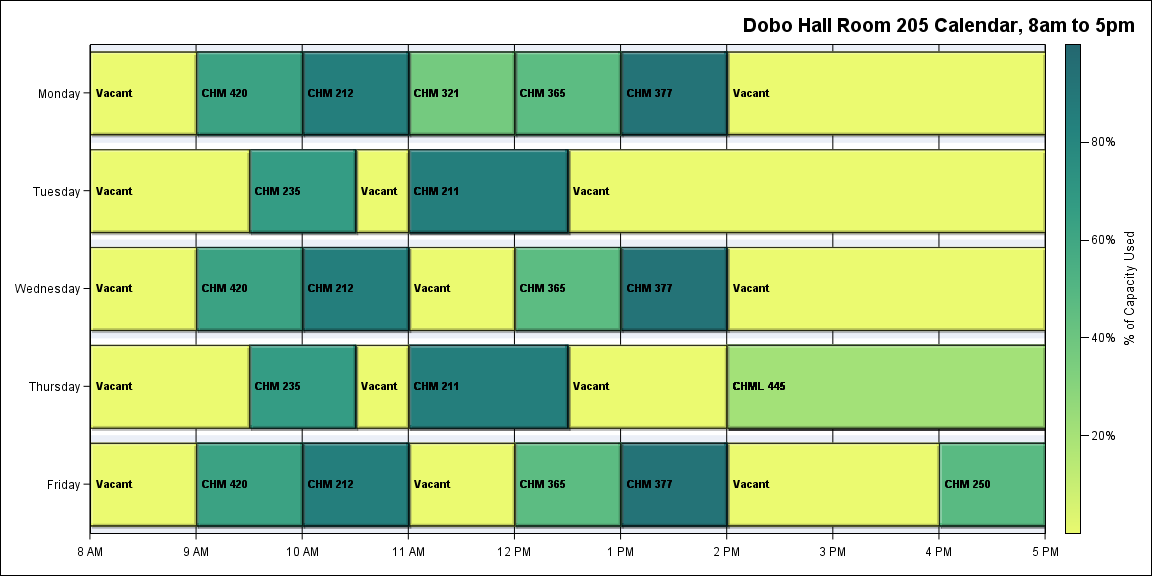 Dobo Hall Room 205 Calendar, 8am to 5pm
Monday
Vacant
CHM 420
CHM 212
CHM 321
CHM 365
CHM 377
Vacant
Tuesday
Vacant
CHM 235
Vacant
CHM 211
Vacant
Wednesday
Vacant
CHM 420
CHM 212
Vacant
CHM 365
CHM 377
Vacant
Thursday
Vacant
CHM 235
Vacant
CHM 211
Vacant
CHML 445
Friday
Vacant
CHM 420
CHM 212
Vacant
CHM 365
CHM 377
Vacant
CHM 250
8 AM
9 AM
10 AM
11 AM
12 PM
1 PM
2 PM
3 PM
4 PM
5 PM
80%
60%
40%
20%
% of Capacity Used